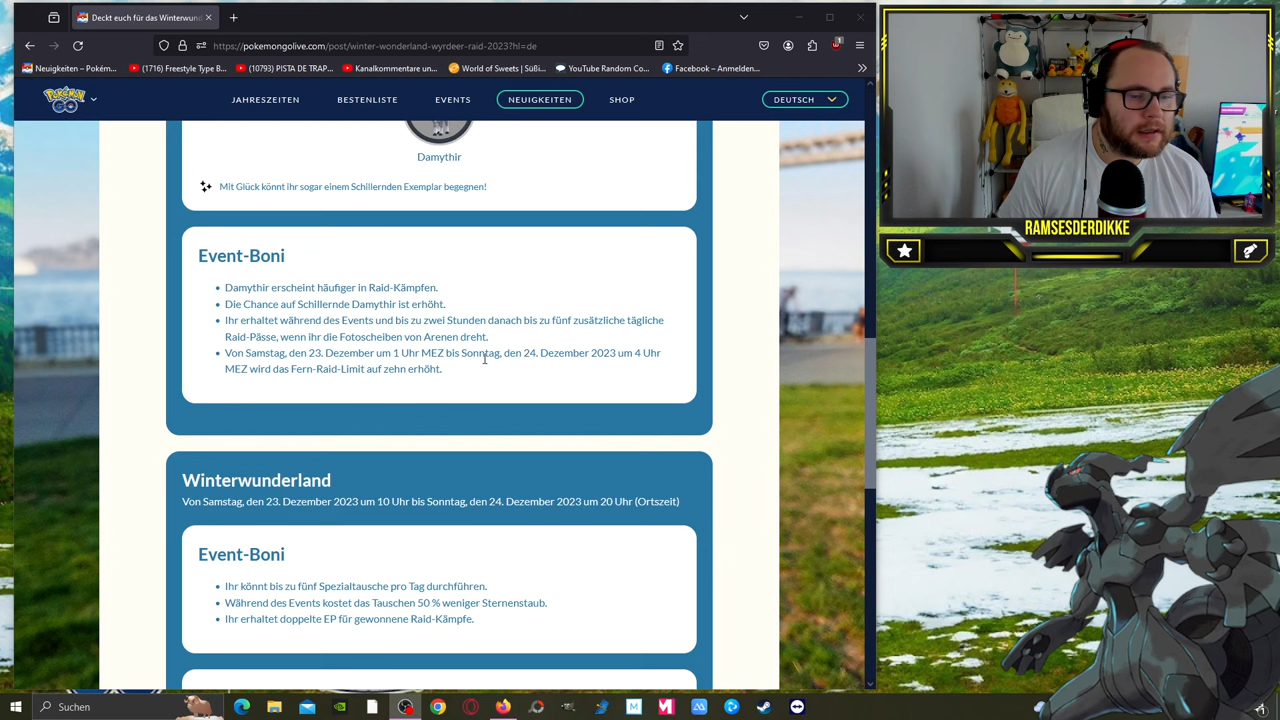 Deckt euch für das Winterwund
https://pokemongolive.com/post/winter-wonderland-wyrdeer-raid-2023?hl=de
1
Neuigkeiten – Pokém...
(1716) Freestyle Type B...
(10793) PISTA DE TRAP...
Kanalkommentare un...
World of Sweets | Süßi...
YouTube Random Co...
Facebook – Anmelden...
JAHRESZEITEN
BESTENLISTE
EVENTS
NEUIGKEITEN
SHOP
DEUTSCH
Damythir
Mit Glück könnt ihr sogar einem Schillernden Exemplar begegnen!
Event-Boni
Damythir erscheint häufiger in Raid-Kämpfen.
Die Chance auf Schillernde Damythir ist erhöht.
Ihr erhaltet während des Events und bis zu zwei Stunden danach bis zu fünf zusätzliche tägliche
Raid-Pässe, wenn ihr die Fotoscheiben von Arenen dreht.
Von Samstag, den 23. Dezember um 1 Uhr MEZ bis Sonntag, den 24. Dezember 2023 um 4 Uhr
MEZ wird das Fern-Raid-Limit auf zehn erhöht.
Winterwunderland
Von Samstag, den 23. Dezember 2023 um 10 Uhr bis Sonntag, den 24. Dezember 2023 um 20 Uhr (Ortszeit)
Event-Boni
Ihr könnt bis zu fünf Spezialtausche pro Tag durchführen.
Während des Events kostet das Tauschen 50 % weniger Sternenstaub.
Ihr erhaltet doppelte EP für gewonnene Raid-Kämpfe.
RAMSESDERDIKKE
Suchen